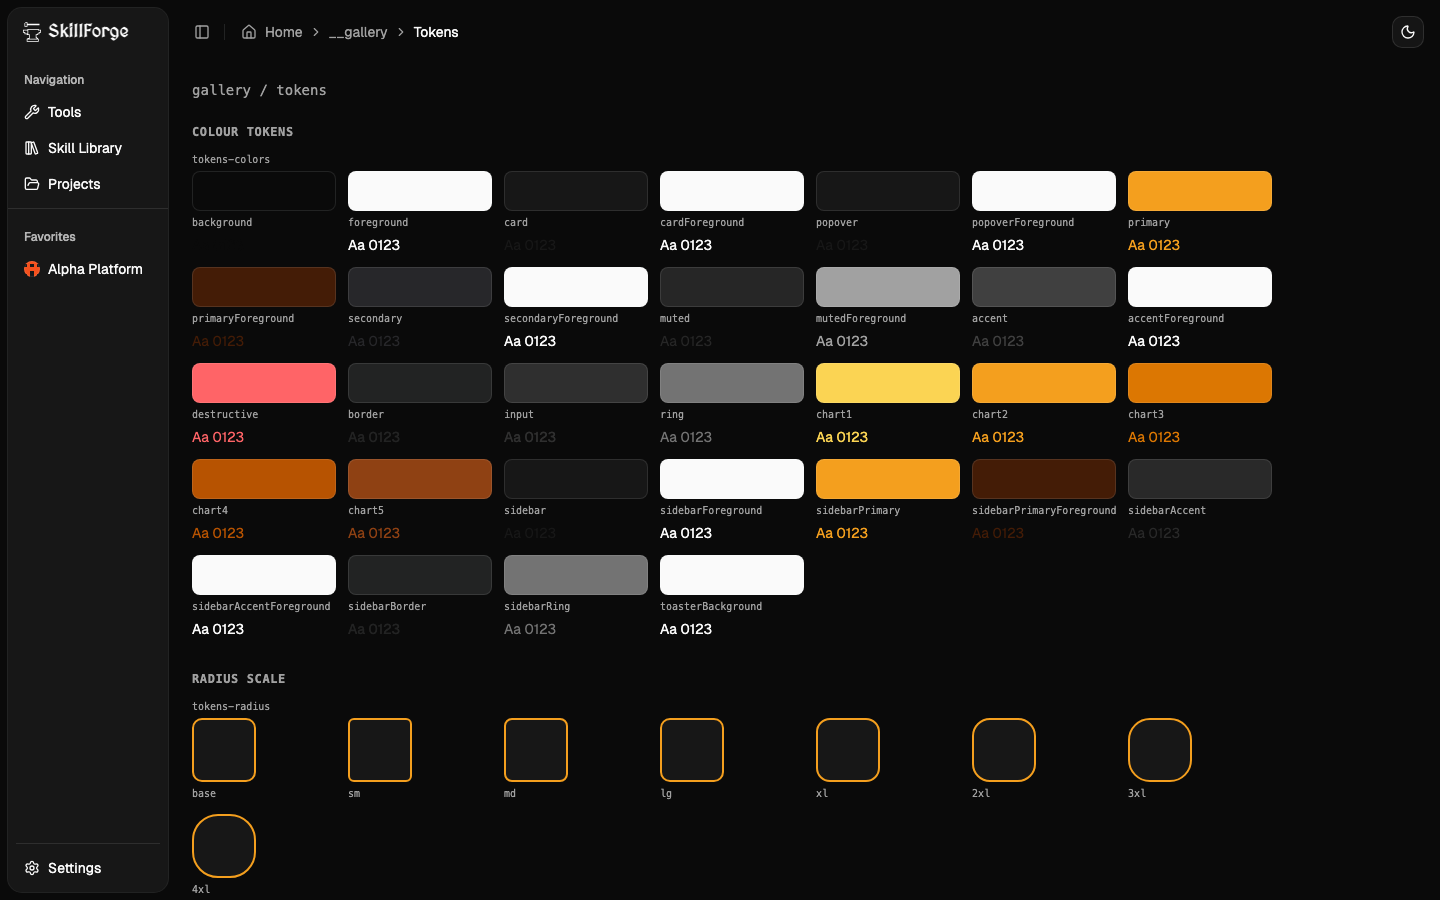 SkillForge
Home > __gallery > Tokens
Navigation
Tools
Skill Library
Projects
Favorites
Alpha Platform
Settings
gallery / tokens
COLOUR TOKENS
tokens-colors
background foreground card cardForeground popover popoverForeground primary
Aa 0123 Aa 0123 Aa 0123 Aa 0123 Aa 0123 Aa 0123
primaryForeground secondary secondaryForeground muted mutedForeground accent accentForeground
Aa 0123 Aa 0123 Aa 0123 Aa 0123 Aa 0123 Aa 0123 Aa 0123
destructive border input ring chart1 chart2 chart3
Aa 0123 Aa 0123 Aa 0123 Aa 0123 Aa 0123 Aa 0123 Aa 0123
chart4 chart5 sidebar sidebarForeground sidebarPrimary sidebarPrimaryForeground sidebarAccent
Aa 0123 Aa 0123 Aa 0123 Aa 0123 Aa 0123 Aa 0123 Aa 0123
sidebarAccentForeground sidebarBorder sidebarRing toasterBackground
Aa 0123 Aa 0123 Aa 0123 Aa 0123
RADIUS SCALE
tokens-radius
base sm md lg xl 2xl 3xl
4xl